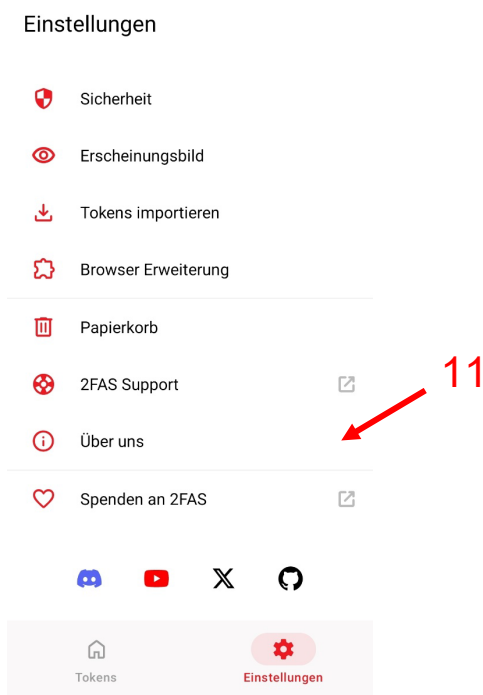 Einstellungen
Sicherheit
Erscheinungsbild
Tokens importieren
Browser Erweiterung
Papierkorb
2FAS Support
11
Über uns
Spenden an 2FAS
Tokens
Einstellungen